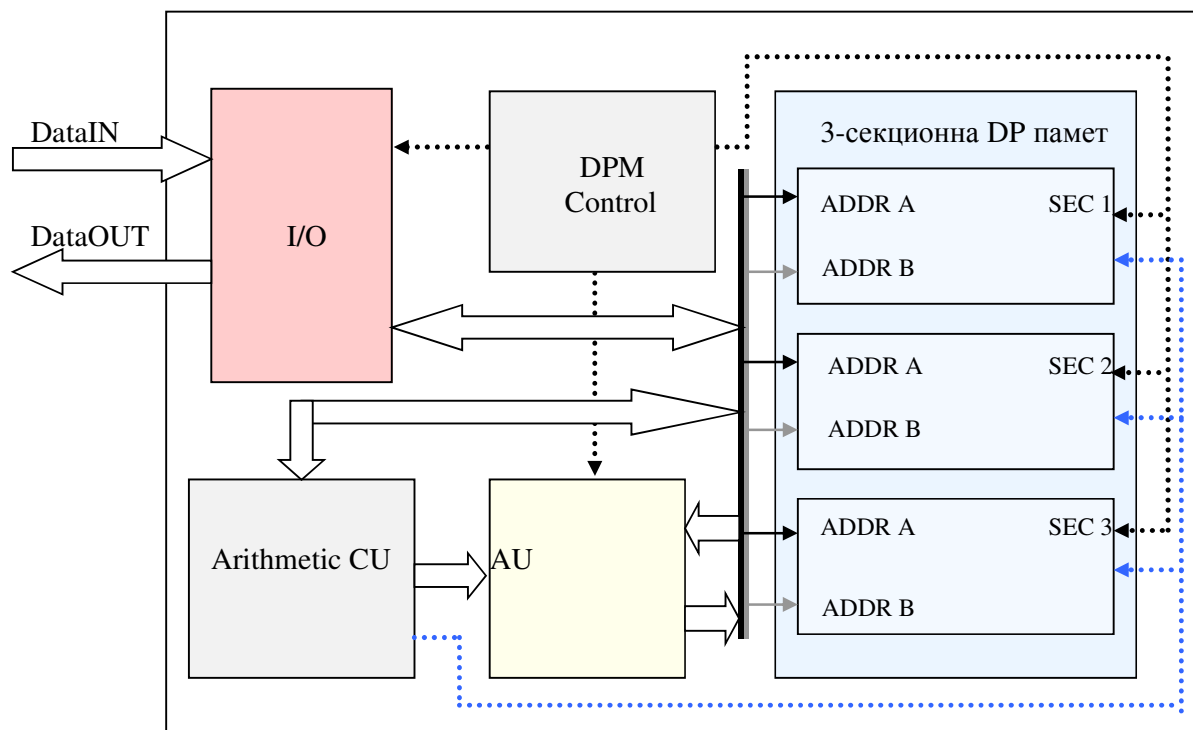 DataIN
DataOUT
I/O
DPM
Control
3-секционна DP памет
ADDR A
SEC 1
ADDR B
ADDR A
SEC 2
ADDR B
ADDR A
SEC 3
ADDR B
Arithmetic CU
AU